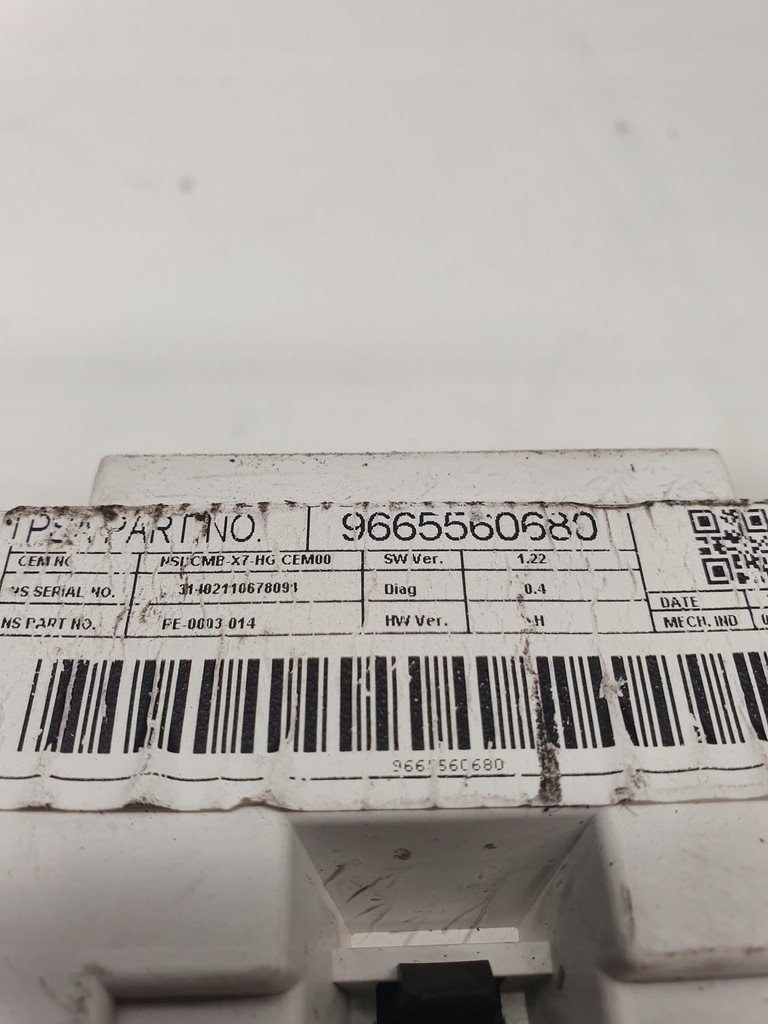 PART NO. 9665560680
CEM NO NSI CMB-X7-HG CEM00 SW Ver. 1.22
NS SERIAL NO. 31402110678091 Diag 0.4 DATE
NS PART NO. PE-0003 014 HW Ver. H MECH. IND 0
9665560680